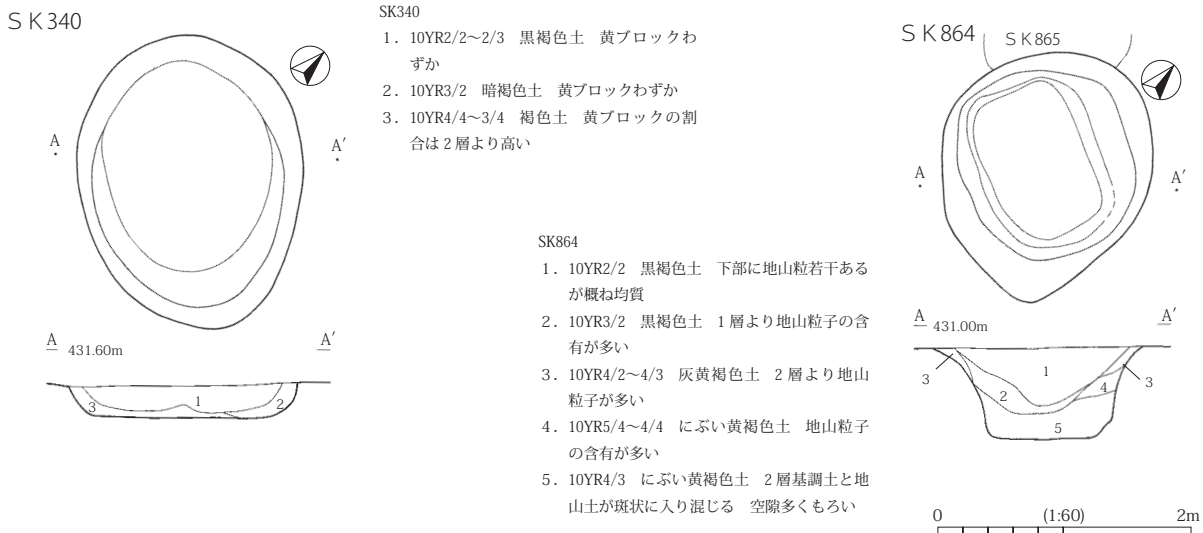 ＳＫ340
A
A′
A
431.60m
A′
3
1
2
SK340
1．10YR2/2～2/3　黒褐色土　黄ブロックわ
ずか
2．10YR3/2　暗褐色土　黄ブロックわずか
3．10YR4/4～3/4　褐色土　黄ブロックの割
合は２層より高い
SK864
1．10YR2/2　黒褐色土　下部に地山粒若干ある
が概ね均質
2．10YR3/2　黒褐色土　１層より地山粒子の含
有が多い
3．10YR4/2～4/3　灰黄褐色土　２層より地山
粒子が多い
4．10YR5/4～4/4　にぶい黄褐色土　地山粒子
の含有が多い
5．10YR4/3　にぶい黄褐色土　２層基調土と地
山土が斑状に入り混じる　空隙多くもろい
ＳＫ864
ＳＫ865
A
A′
A
431.00m
A′
3
1
2
4
3
5
0
(1:60)
2m